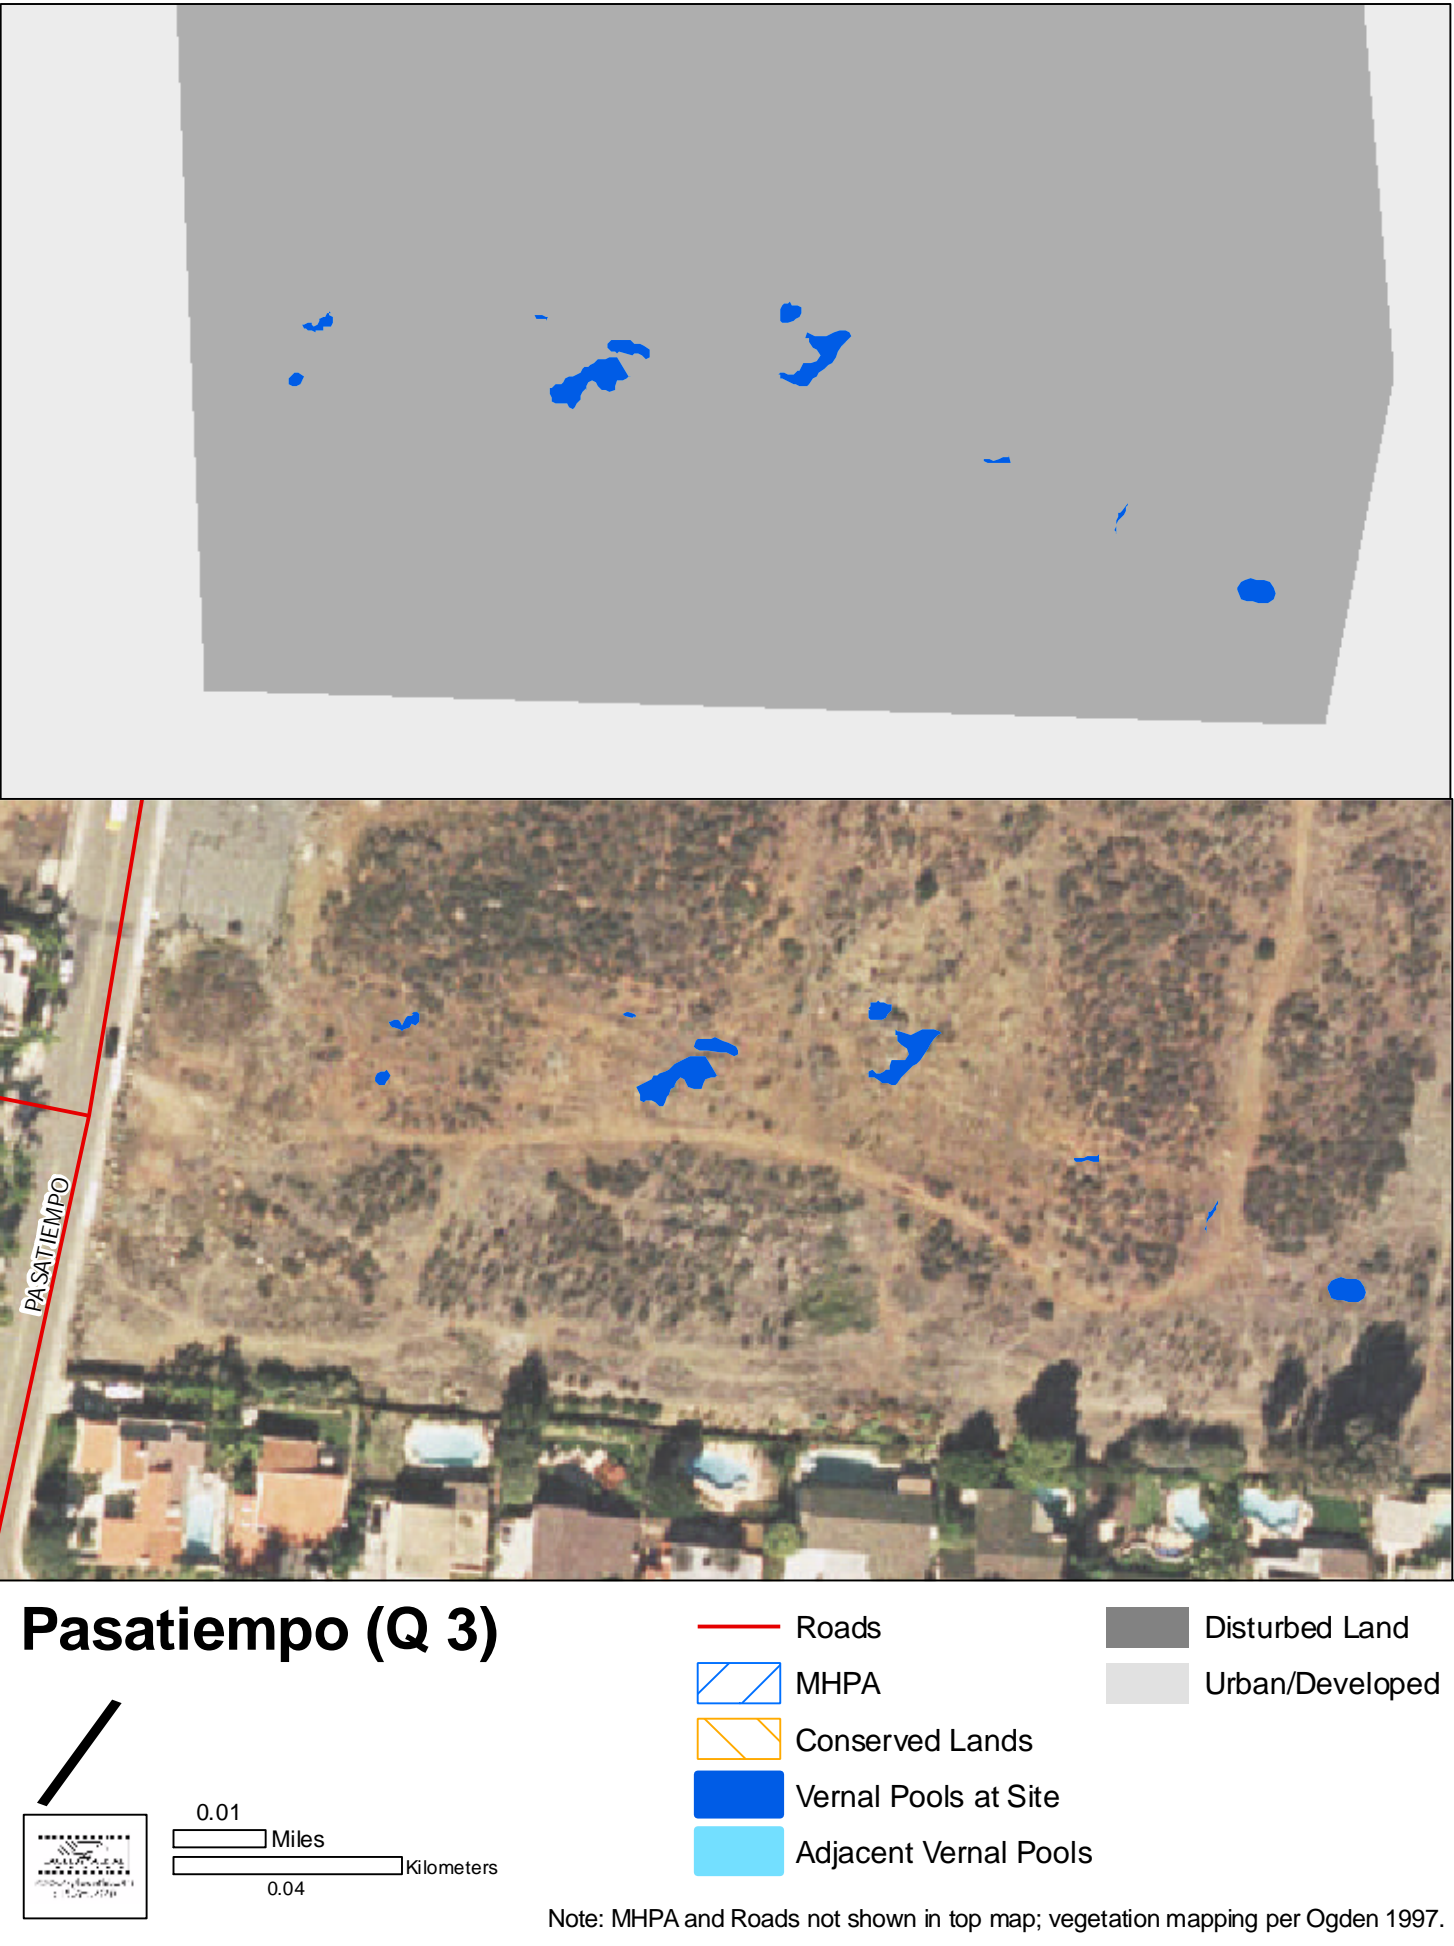 PASATIEMPO
Pasatiempo (Q 3)
0.01
Miles
Kilometers
0.04
Roads
MHPA
Conserved Lands
Vernal Pools at Site
Adjacent Vernal Pools
Disturbed Land
Urban/Developed
Note: MHPA and Roads not shown in top map; vegetation mapping per Ogden 1997.